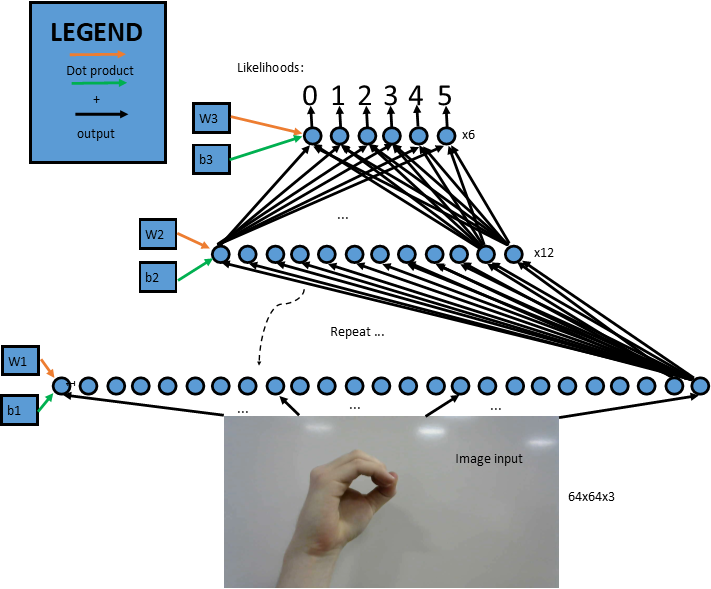 LEGEND
Dot product
+
output
Likelihoods:
0 1 2 3 4 5
W3
x6
b3
...
W2
x12
b2
Repeat ...
W1
b1
... ... ...
Image input
64x64x3